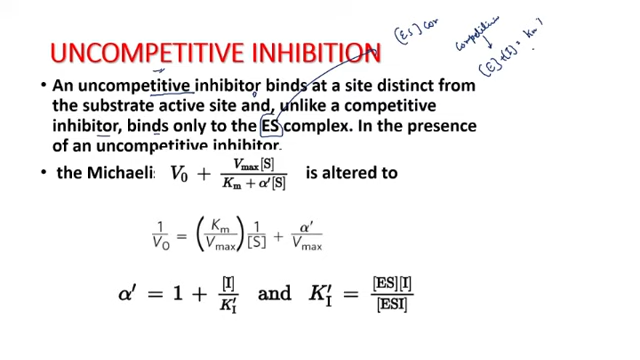 [ES] com
competitive
[E]+[I] = Km ↑
UNCOMPETITIVE INHIBITION
• An uncompetitive inhibitor binds at a site distinct from
the substrate active site and, unlike a competitive
inhibitor, binds only to the ES complex. In the presence
of an uncompetitive inhibitor.
• the Michaeli: V₀ + Vmax[S] / Km + α′[S] is altered to
1/V₀ = (Km/Vmax) 1/[S] + α′/Vmax
α′ = 1 + [I]/K′I and K′I = [ES][I]/[ESI]